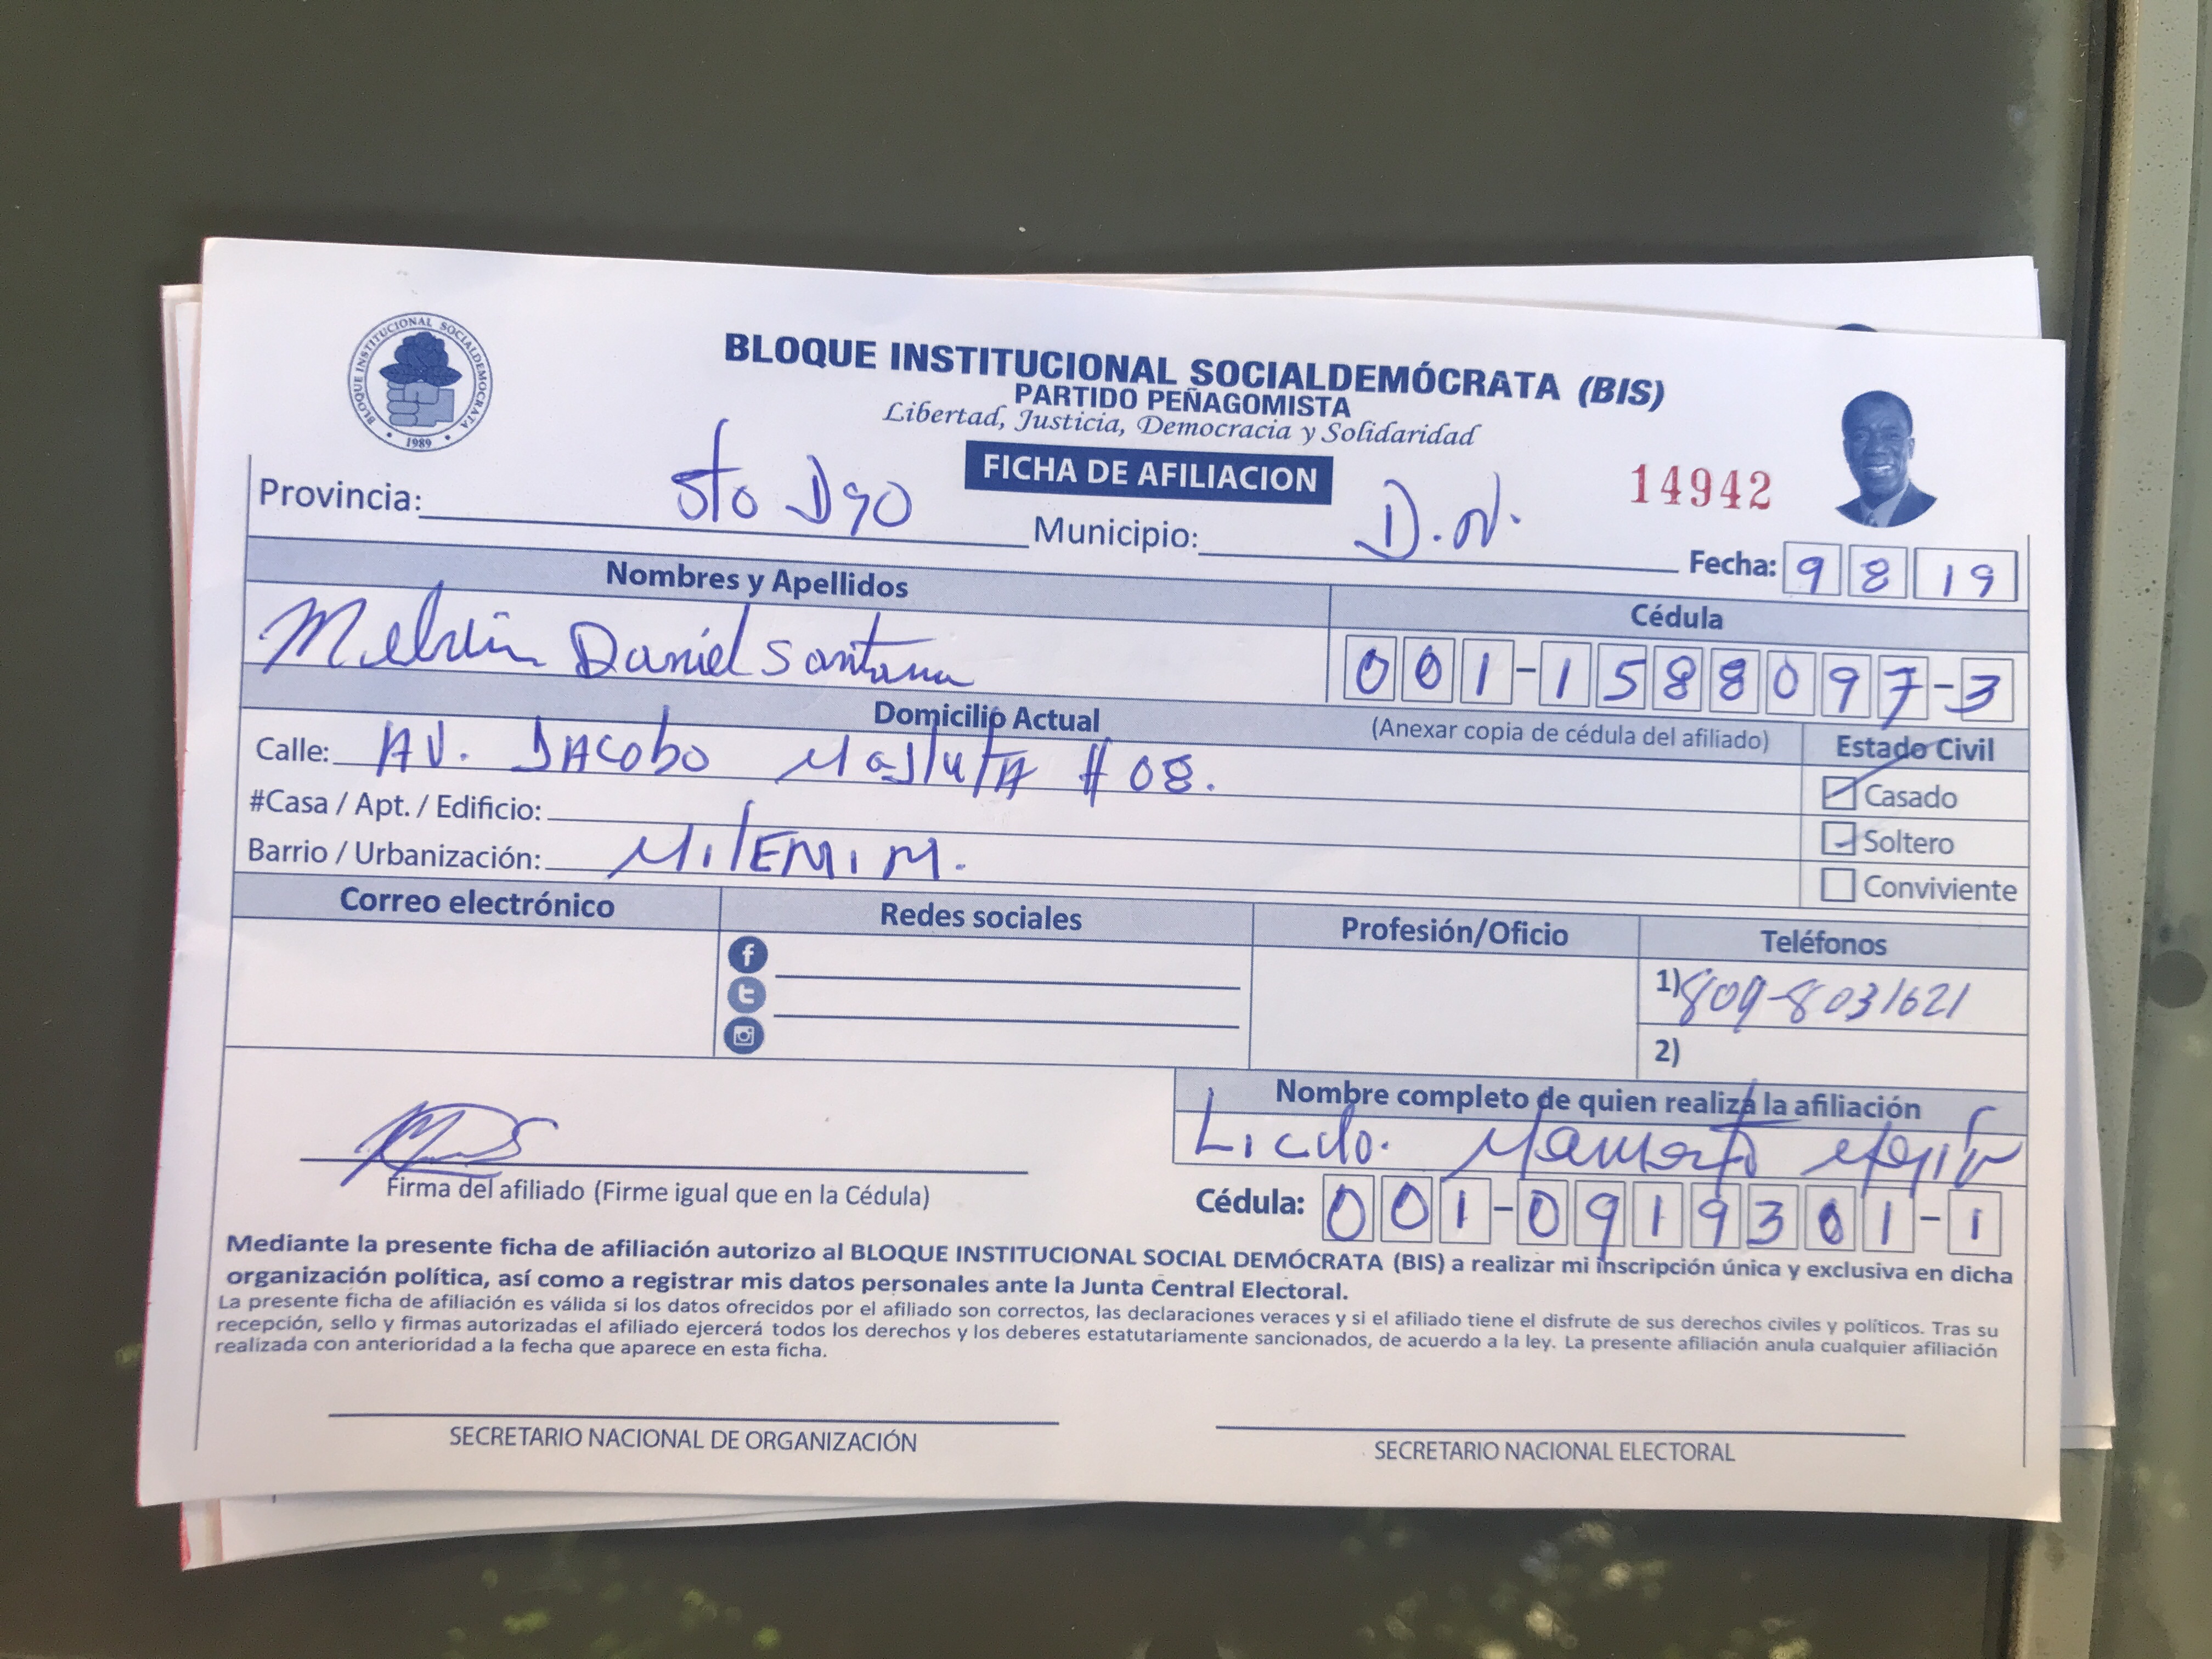 BLOQUE INSTITUCIONAL SOCIALDEMOCRATA
1989
BLOQUE INSTITUCIONAL SOCIALDEMÓCRATA (BIS)
PARTIDO PEÑAGOMISTA
Libertad, Justicia, Democracia y Solidaridad
FICHA DE AFILIACION
14942
Provincia: Sto Dgo Municipio: D.N. Fecha: 9 8 19
Nombres y Apellidos
Cédula
Melvin Daniel Santana
001-1588097-3
Domicilio Actual
(Anexar copia de cédula del afiliado)
Estado Civil
Calle: AV. JACobo MajlutA # 08.
Casado
#Casa / Apt. / Edificio:
Soltero
Barrio / Urbanización:
Conviviente
Correo electrónico
Redes sociales
Profesión/Oficio
Teléfonos
1) 809-8031621
2)
Nombre completo de quien realiza la afiliación
Licdo.
Firma del afiliado (Firme igual que en la Cédula)
Cédula: 001-0919301-1
Mediante la presente ficha de afiliación autorizo al BLOQUE INSTITUCIONAL SOCIAL DEMÓCRATA (BIS) a realizar mi inscripción única y exclusiva en dicha
organización política, así como a registrar mis datos personales ante la Junta Central Electoral.
La presente ficha de afiliación es válida si los datos ofrecidos por el afiliado son correctos, las declaraciones veraces y si el afiliado tiene el disfrute de sus derechos civiles y políticos. Tras su
recepción, sello y firmas autorizadas el afiliado ejercerá todos los derechos y los deberes estatutariamente sancionados, de acuerdo a la ley. La presente afiliación anula cualquier afiliación
realizada con anterioridad a la fecha que aparece en esta ficha.
SECRETARIO NACIONAL DE ORGANIZACIÓN
SECRETARIO NACIONAL ELECTORAL